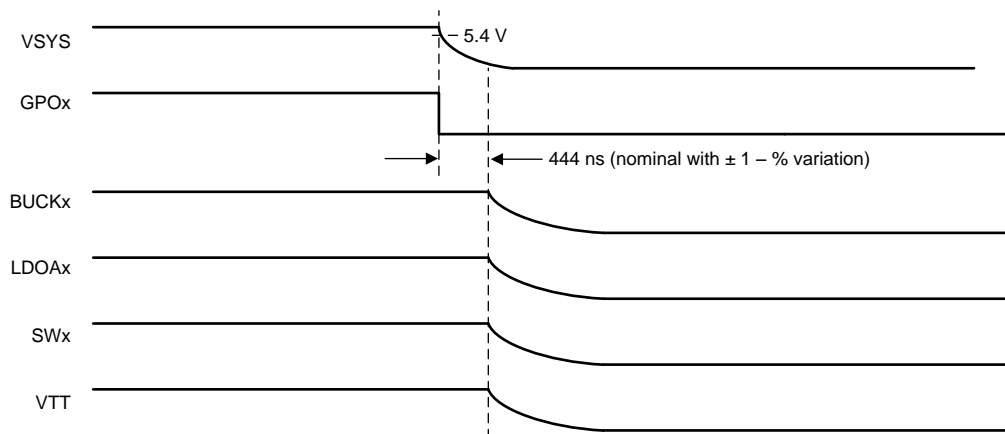 VSYS
5.4 V
GPOx
444 ns (nominal with ± 1 – % variation)
BUCKx
LDOAx
SWx
VTT